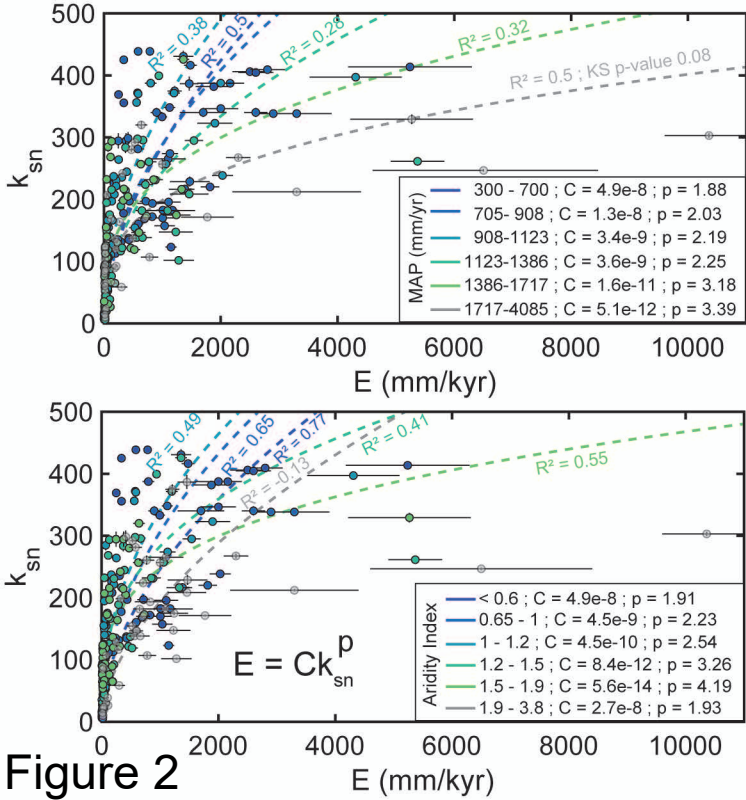 500
400
300
200
100
0
k_sn
R² = 0.38
R² = 0.5
R² = 0.28
R² = 0.32
R² = 0.5 ; KS p-value 0.08
MAP (mm/yr)
300 - 700 ; C = 4.9e-8 ; p = 1.88
705- 908 ; C = 1.3e-8 ; p = 2.03
908-1123 ; C = 3.4e-9 ; p = 2.19
1123-1386 ; C = 3.6e-9 ; p = 2.25
1386-1717 ; C = 1.6e-11 ; p = 3.18
1717-4085 ; C = 5.1e-12 ; p = 3.39
0 2000 4000 6000 8000 10000
E (mm/kyr)
500
400
300
200
100
0
k_sn
R² = 0.49
R² = 0.65
R² = 0.77
R² = -0.13
R² = 0.41
R² = 0.55
E = Ck_sn^p
Aridity Index
< 0.6 ; C = 4.9e-8 ; p = 1.91
0.65 - 1 ; C = 4.5e-9 ; p = 2.23
1 - 1.2 ; C = 4.5e-10 ; p = 2.54
1.2 - 1.5 ; C = 8.4e-12 ; p = 3.26
1.5 - 1.9 ; C = 5.6e-14 ; p = 4.19
1.9 - 3.8 ; C = 2.7e-8 ; p = 1.93
0 2000 4000 6000 8000 10000
E (mm/kyr)
Figure 2